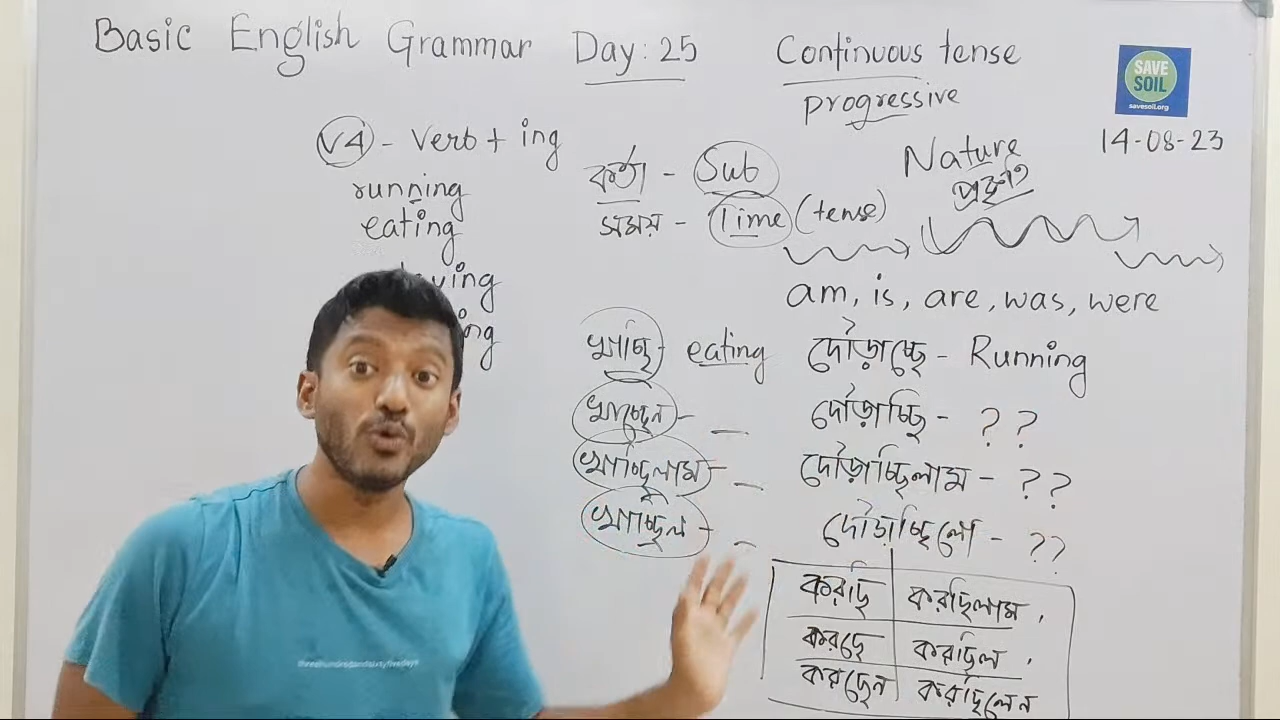 Basic English Grammar Day: 25 Continuous tense
progressive
SAVE SOIL
savesoil.org
14-08-23
V4 - Verb + ing
running
eating
কর্তা - Sub
সময় - Time (tense)
Nature
প্রকৃতি
am, is, are, was, were
খাচ্ছি - eating দৌড়াচ্ছে - Running
খাচ্ছেন - _ দৌড়াচ্ছি - ??
খাচ্ছিলাম - _ দৌড়াচ্ছিলাম - ??
খাচ্ছিল - _ দৌড়াচ্ছিলো - ??
করছি করছিলাম,
করছে করছিল,
করছেন করছিলেন
threehundredandsixtyfivedays